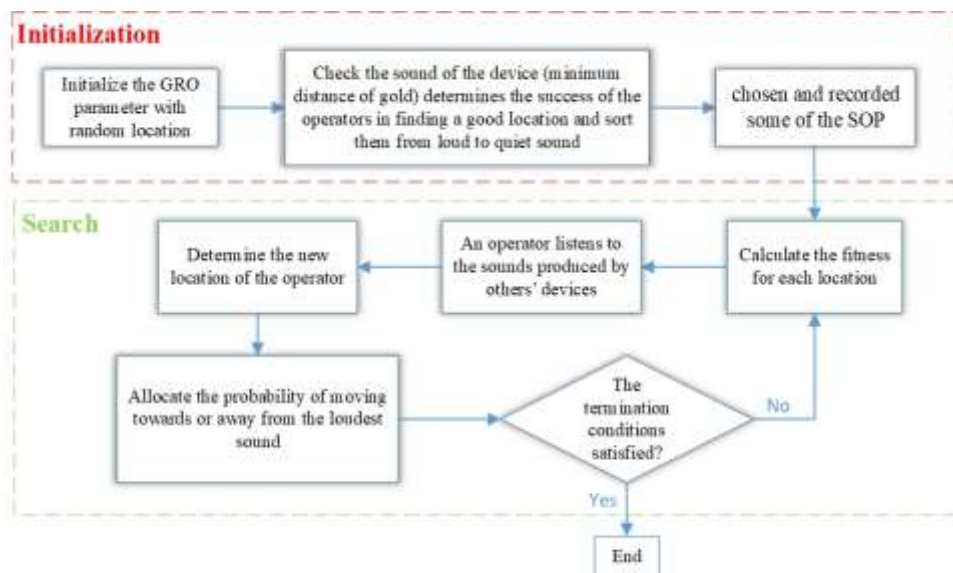 Initialization
Initialize the GRO
parameter with
random location
Check the sound of the device (minimum
distance of gold) determines the success of the
operators in finding a good location and sort
them from loud to quiet sound
chosen and recorded
some of the SOP
Search
Determine the new
location of the operator
An operator listens to
the sounds produced by
others' devices
Calculate the fitness
for each location
Allocate the probability of moving
towards or away from the loudest
sound
The
termination
conditions
satisfied?
No
Yes
End